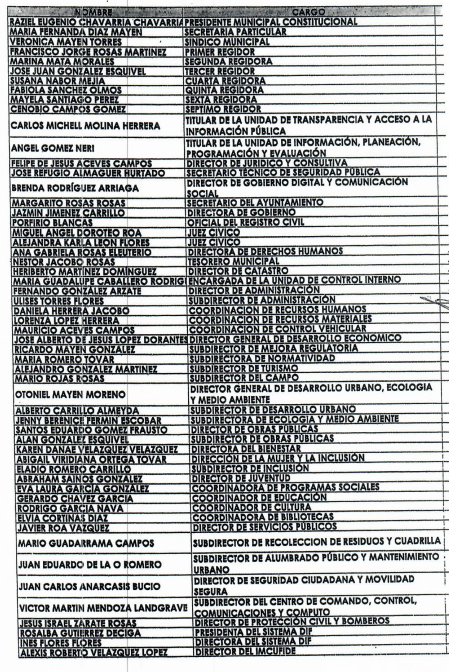 NOMBRE CARGO
RAZIEL EUGENIO CHAVARRIA CHAVARRIA PRESIDENTE MUNICIPAL CONSTITUCIONAL
MARIA FERNANDA DIAZ MAYEN SECRETARIA PARTICULAR
VERONICA MAYEN TORRES SINDICO MUNICIPAL
FRANCISCO JORGE ROSAS MARTINEZ PRIMER REGIDOR
MARINA MATA MORALES SEGUNDA REGIDORA
JOSE JUAN GONZALEZ ESQUIVEL TERCER REGIDOR
SUSANA NABOR MEJIA CUARTA REGIDORA
FABIOLA SANCHEZ OLMOS QUINTA REGIDORA
MAYELA SANTIAGO PEREZ SEXTA REGIDORA
CENOBIO CAMPOS GOMEZ SEPTIMO REGIDOR
CARLOS MICHELL MOLINA HERRERA TITULAR DE LA UNIDAD DE TRANSPARENCIA Y ACCESO A LA
INFORMACIÓN PÚBLICA
ANGEL GOMEZ NERI TITULAR DE LA UNIDAD DE INFORMACIÓN, PLANEACIÓN,
PROGRAMACIÓN Y EVALUACIÓN
FELIPE DE JESUS ACEVES CAMPOS DIRECTOR DE JURIDICO Y CONSULTIVA
JOSE REFUGIO ALMAGUER HURTADO SECRETARIO TÉCNICO DE SEGURIDAD PÚBLICA
BRENDA RODRÍGUEZ ARRIAGA DIRECTOR DE GOBIERNO DIGITAL Y COMUNICACIÓN
SOCIAL
MARGARITO ROSAS ROSAS SECRETARIO DEL AYUNTAMIENTO
JAZMIN JIMENEZ CARRILLO DIRECTORA DE GOBIERNO
PORFIRIO BLANCAS OFICIAL DEL REGISTRO CIVIL
MIGUEL ANGEL DOROTEO ROA JUEZ CIVICO
ALEJANDRA KARLA LEON FLORES JUEZ CIVICO
ANA GABRIELA ROSAS ELEUTERIO DIRECTORA DE DERECHOS HUMANOS
NESTOR JACOBO ROSAS TESORERO MUNICIPAL
HERIBERTO MARTÍNEZ DOMÍNGUEZ DIRECTOR DE CATASTRO
MARIA GUADALUPE CABALLERO RODRIG ENCARGADA DE LA UNIDAD DE CONTROL INTERNO
FERNANDO GONZÁLEZ ARZATE DIRECTOR DE ADMINISTRACIÓN
ULISES TORRES FLORES SUBDIRECTOR DE ADMINISTRACIÓN
DANIELA HERRERA JACOBO COORDINACION DE RECURSOS HUMANOS
LORENZA LOPEZ HERRERA COORDINACION DE RECURSOS MATERIALES
MAURICIO ACEVES CAMPOS COORDINACION DE CONTROL VEHICULAR
JOSE ALBERTO DE JESUS LOPEZ DORANTES DIRECTOR GENERAL DE DESARROLLO ECONOMICO
RICARDO MAYEN GONZALEZ SUBDIRECTOR DE MEJORA REGULATORIA
MARIA ROMERO TOVAR SUBDIRECTORA DE NORMATIVIDAD
ALEJANDRO GONZALEZ MARTINEZ SUBDIRECTOR DE TURISMO
MARIO ROJAS ROSAS SUBDIRECTOR DEL CAMPO
OTONIEL MAYEN MORENO DIRECTOR GENERAL DE DESARROLLO URBANO, ECOLOGIA
Y MEDIO AMBIENTE
ALBERTO CARRILLO ALMEYDA SUBDIRECTOR DE DESARROLLO URBANO
JENNY BERENICE FERMIN ESCOBAR SUBDIRECTORA DE ECOLOGÍA Y MEDIO AMBIENTE
SANTOS EDUARDO GOMEZ FRAUSTO DIRECTOR DE OBRAS PÚBLICAS
ALAN GONZALEZ ESQUIVEL SUBDIRECTOR DE OBRAS PÚBLICAS
KAREN DANAE VELAZQUEZ VELAZQUEZ DIRECTORA DEL BIENESTAR
ABIGAIL VIRIDIANA ORTEGA TOVAR DIRECCIÓN DE LA MUJER Y LA INCLUSIÓN
ELADIO ROMERO CARRILLO SUBDIRECTOR DE INCLUSIÓN
ABRAHAM SAINOS GONZALEZ DIRECTOR DE JUVENTUD
EVA LAURA GARCIA GONZALEZ COORDINADORA DE PROGRAMAS SOCIALES
GERARDO CHAVEZ GARCIA COORDINADOR DE EDUCACIÓN
RODRIGO GARCIA NAVA COORDINADOR DE CULTURA
ELVIA CORTINAS DIAZ COORDINADORA DE BIBLIOTECAS
JAVIER ROA VAZQUEZ DIRECTOR DE SERVICIOS PÚBLICOS
MARIO GUADARRAMA CAMPOS SUBDIRECTOR DE RECOLECCION DE RESIDUOS Y CUADRILLA
JUAN EDUARDO DE LA O ROMERO SUBDIRECTOR DE ALUMBRADO PÚBLICO Y MANTENIMIENTO
URBANO
JUAN CARLOS ANARCASIS BUCIO DIRECTOR DE SEGURIDAD CIUDADANA Y MOVILIDAD
SEGURA
VICTOR MARTIN MENDOZA LANDGRAVE SUBDIRECTOR DEL CENTRO DE COMANDO, CONTROL,
COMUNICACIONES Y COMPUTO
JESUS ISRAEL ZARATE ROSAS DIRECTOR DE PROTECCIÓN CIVIL Y BOMBEROS
ROSALBA GUTIERREZ DECIGA PRESIDENTA DEL SISTEMA DIF
INES FLORES FLORES DIRECTORA DEL SISTEMA DIF
ALEXIS ROBERTO VELAZQUEZ LOPEZ DIRECTOR DEL IMCUFIDE